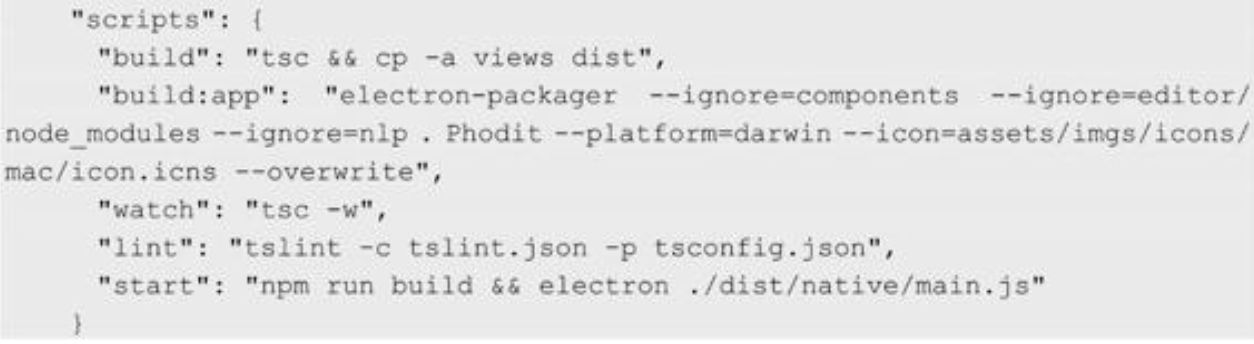 "scripts": {
"build": "tsc && cp -a views dist",
"build:app": "electron-packager --ignore=components --ignore=editor/
node_modules --ignore=nlp . Phodit --platform=darwin --icon=assets/imgs/icons/
mac/icon.icns --overwrite",
"watch": "tsc -w",
"lint": "tslint -c tslint.json -p tsconfig.json",
"start": "npm run build && electron ./dist/native/main.js"
}